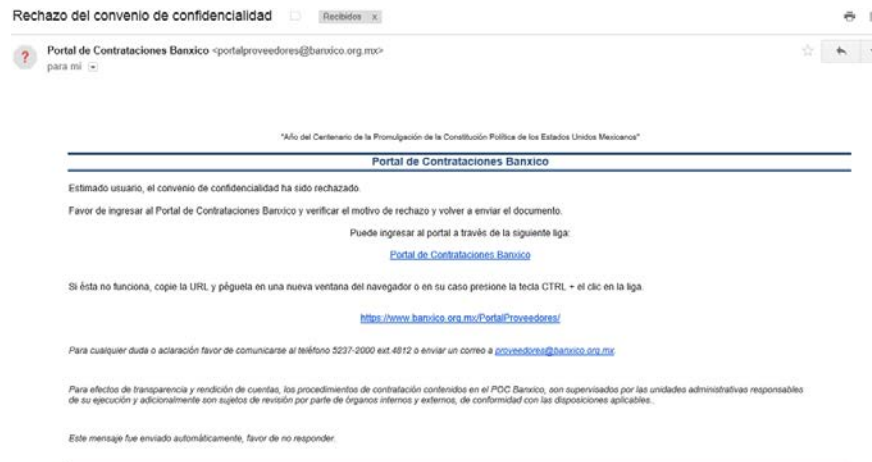 Rechazo del convenio de confidencialidad
Recibidos x
Portal de Contrataciones Banxico <portalproveedores@banxico.org.mx>
para mí
"Año del Centenario de la Promulgación de la Constitución Política de los Estados Unidos Mexicanos"
Portal de Contrataciones Banxico
Estimado usuario, el convenio de confidencialidad ha sido rechazado.
Favor de ingresar al Portal de Contrataciones Banxico y verificar el motivo de rechazo y volver a enviar el documento.
Puede ingresar al portal a través de la siguiente liga:
Portal de Contrataciones Banxico
Si ésta no funciona, copie la URL y péguela en una nueva ventana del navegador o en su caso presione la tecla CTRL + el clic en la liga.
https://www.banxico.org.mx/PortalProveedores/
Para cualquier duda o aclaración favor de comunicarse al teléfono 5237-2000 ext.4812 o enviar un correo a proveedores@banxico.org.mx.
Para efectos de transparencia y rendición de cuentas, los procedimientos de contratación contenidos en el POC Banxico, son supervisados por las unidades administrativas responsables
de su ejecución y adicionalmente son sujetos de revisión por parte de órganos internos y externos, de conformidad con las disposiciones aplicables..
Este mensaje fue enviado automáticamente, favor de no responder.